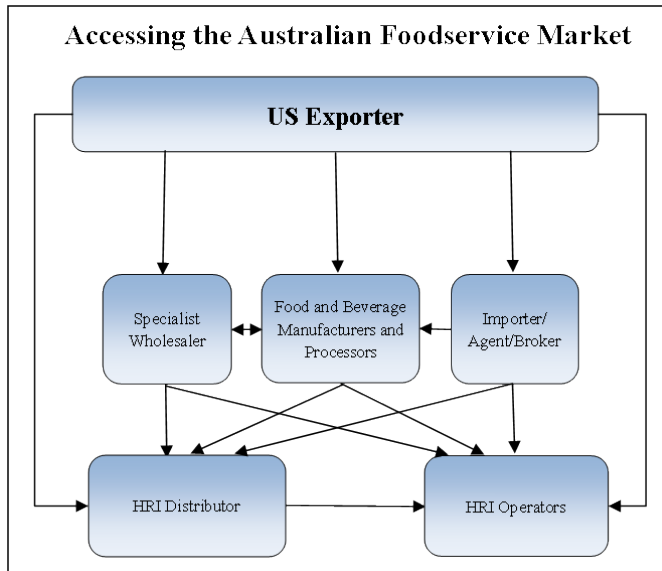 Accessing the Australian Foodservice Market
US Exporter
Specialist
Wholesaler
Food and Beverage
Manufacturers and
Processors
Importer/
Agent/Broker
HRI Distributor
HRI Operators